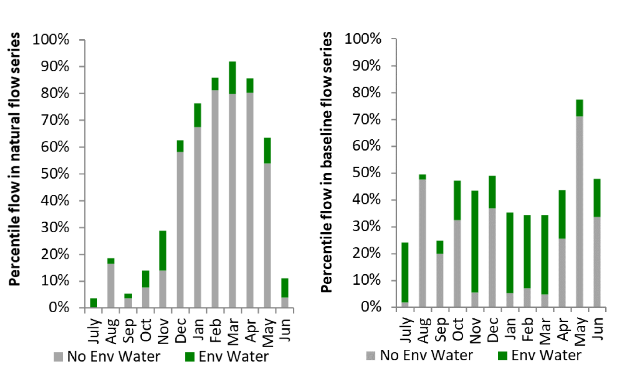 Percentile flow in natural flow series
100%
90%
80%
70%
60%
50%
40%
30%
20%
10%
0%
July
Aug
Sep
Oct
Nov
Dec
Jan
Feb
Mar
Apr
May
Jun
No Env Water
Env Water
Percentile flow in baseline flow series
100%
90%
80%
70%
60%
50%
40%
30%
20%
10%
0%
July
Aug
Sep
Oct
Nov
Dec
Jan
Feb
Mar
Apr
May
Jun
No Env Water
Env Water